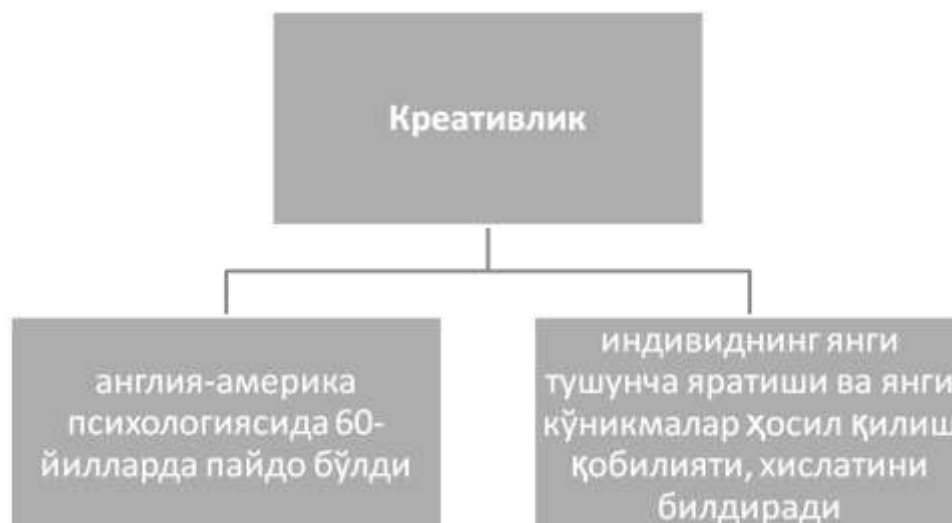 Креативлик
англия-америка
психологиясида 60-
йилларда пайдо бўлди
индивиднинг янги
тушунча яратиши ва янги
кўникмалар ҳосил қилиш
қобилияти, хислатини
билдиради